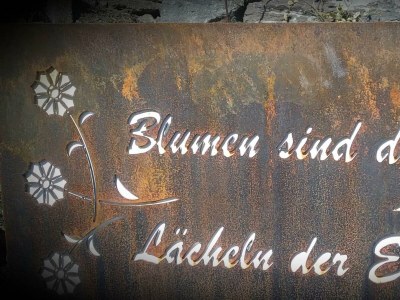 Blumen sind d
Lächeln der E